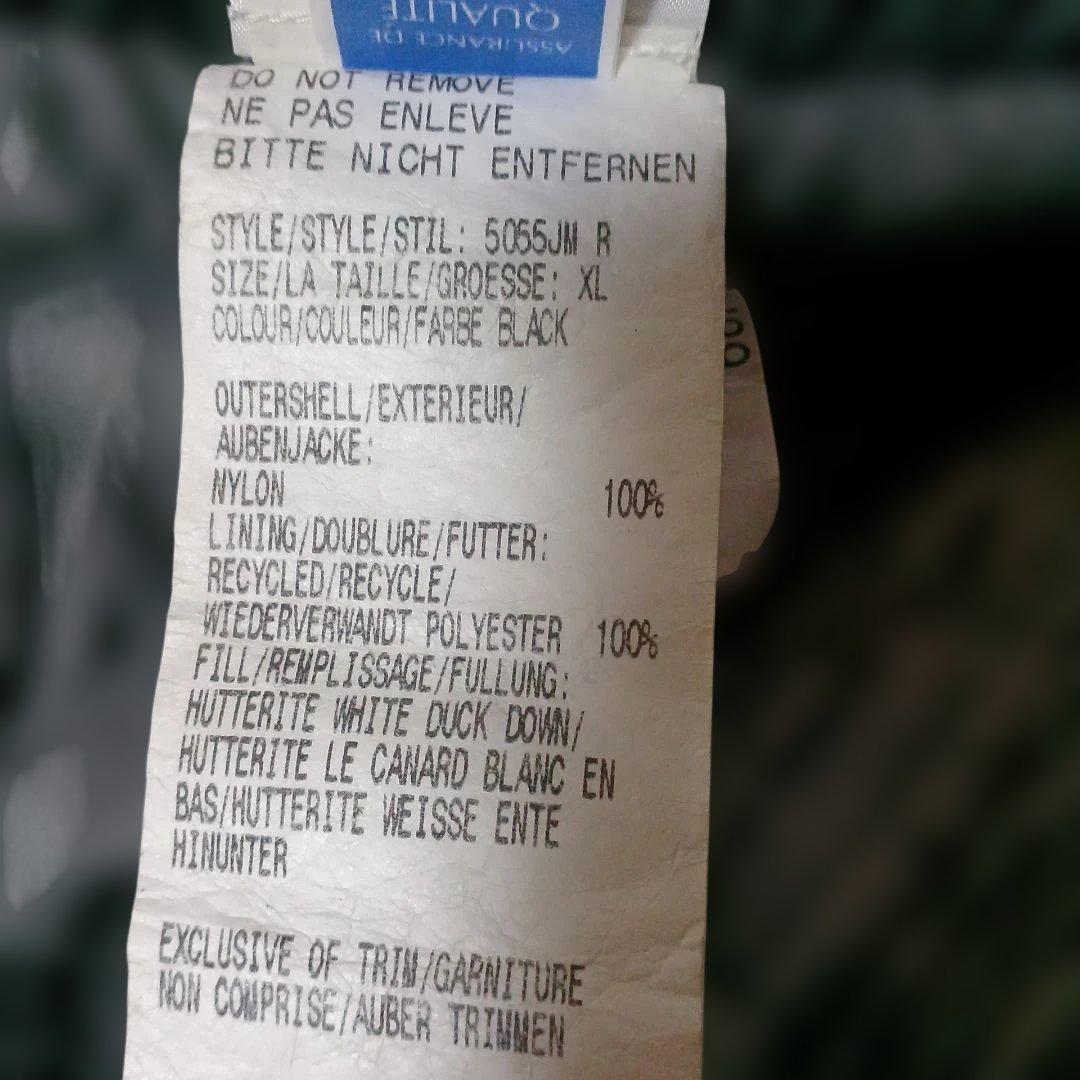 ASSURANCE DE
QUALITÉ
DO NOT REMOVE
NE PAS ENLEVE
BITTE NICHT ENTFERNEN
STYLE/STYLE/STIL: 5055JM R
SIZE/LA TAILLE/GROESSE: XL
COLOUR/COULEUR/FARBE BLACK
OUTERSHELL/EXTERIEUR/
AUBENJACKE:
NYLON 100%
LINING/DOUBLURE/FUTTER:
RECYCLED/RECYCLE/
WIEDERVERWANDT POLYESTER 100%
FILL/REMPLISSAGE/FULLUNG:
HUTTERITE WHITE DUCK DOWN/
HUTTERITE LE CANARD BLANC EN
BAS/HUTTERITE WEISSE ENTE
HINUNTER
EXCLUSIVE OF TRIM/GARNITURE
NON COMPRISE/AUBER TRIMMEN